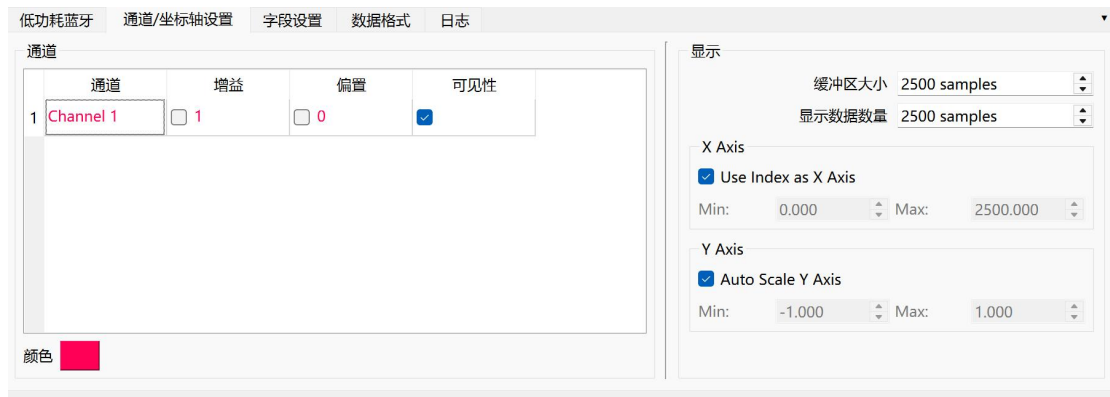 低功耗蓝牙 通道/坐标轴设置 字段设置 数据格式 日志
通道
通道 增益 偏置 可见性
1 Channel 1 1 0
颜色
显示
缓冲区大小 2500 samples
显示数据数量 2500 samples
X Axis
Use Index as X Axis
Min: 0.000 Max: 2500.000
Y Axis
Auto Scale Y Axis
Min: -1.000 Max: 1.000